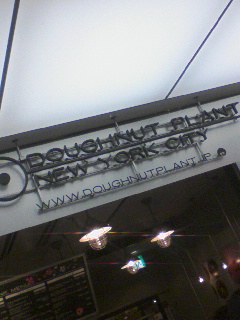 DOUGHNUT PLANT
NEW YORK CITY
WWW.DOUGHNUTPLANT.JP